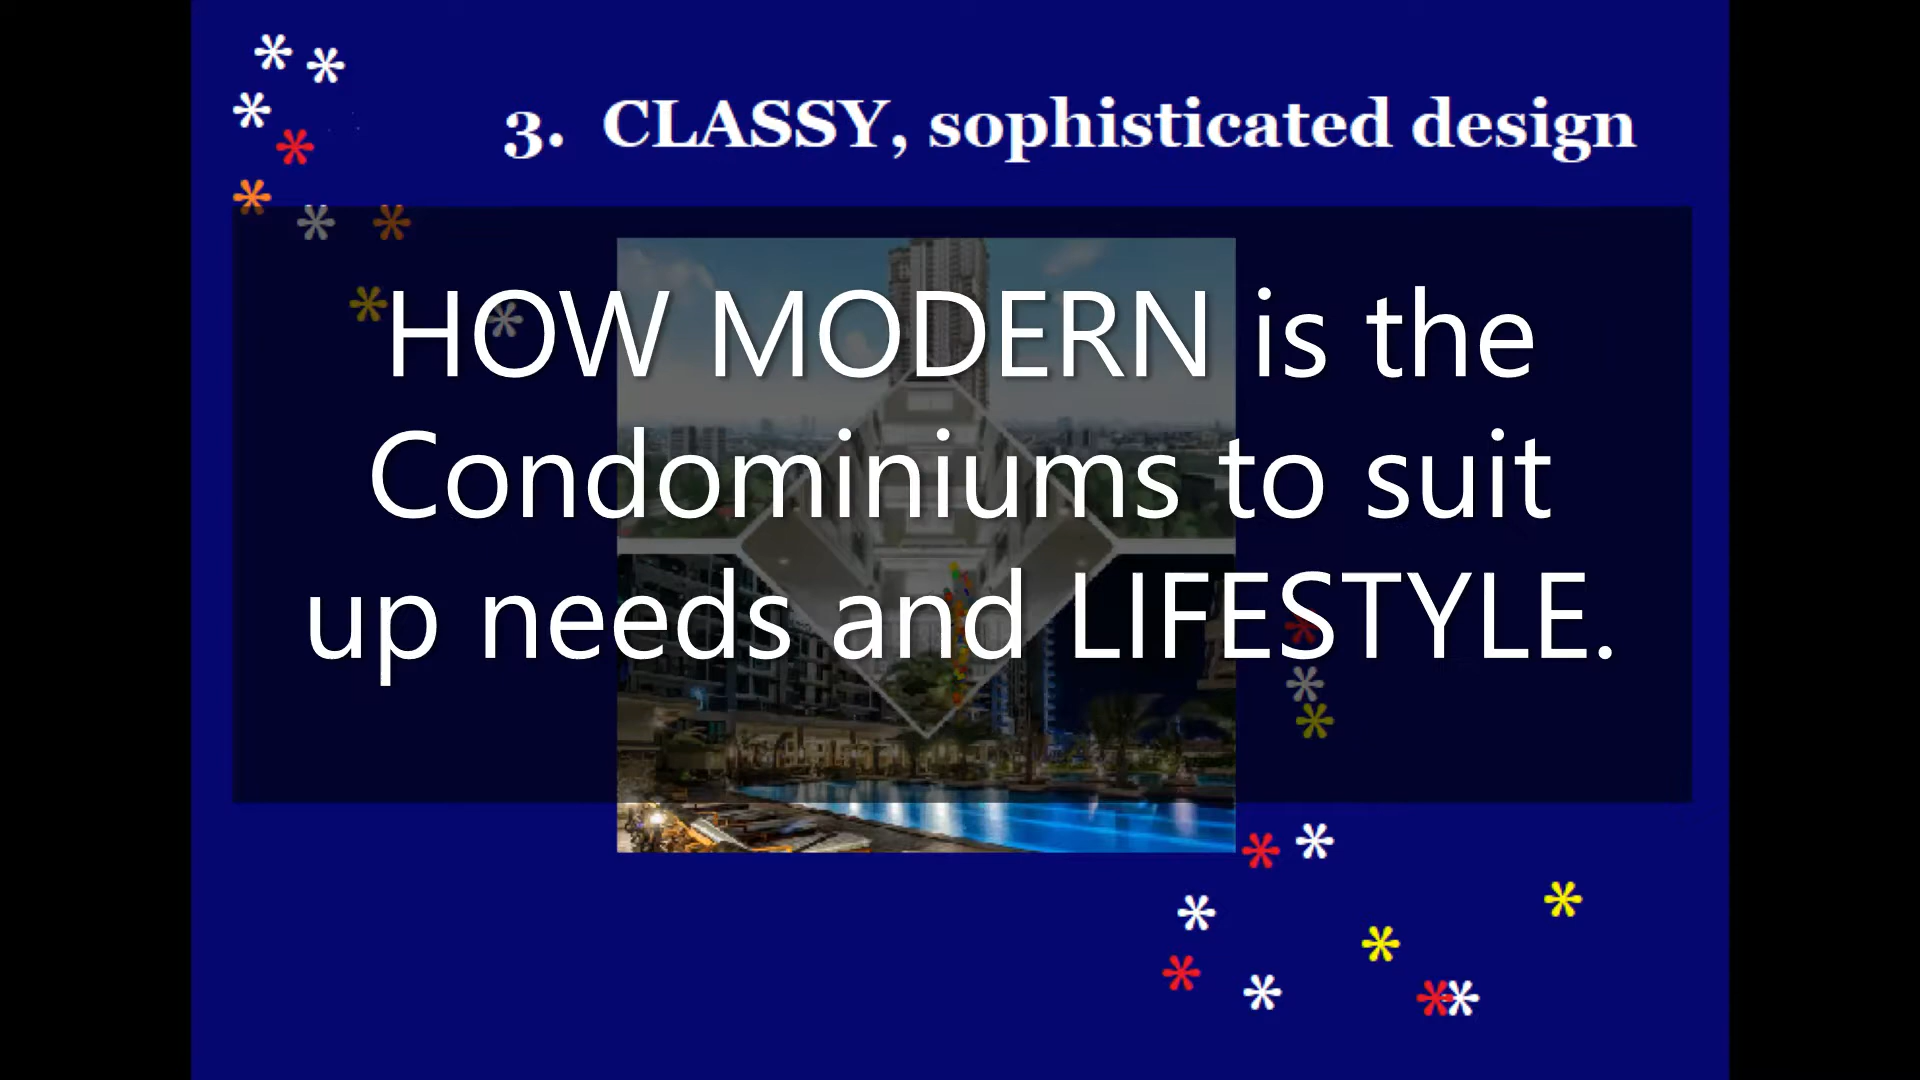 3. CLASSY, sophisticated design
HOW MODERN is the
Condominiums to suit
up needs and LIFESTYLE.